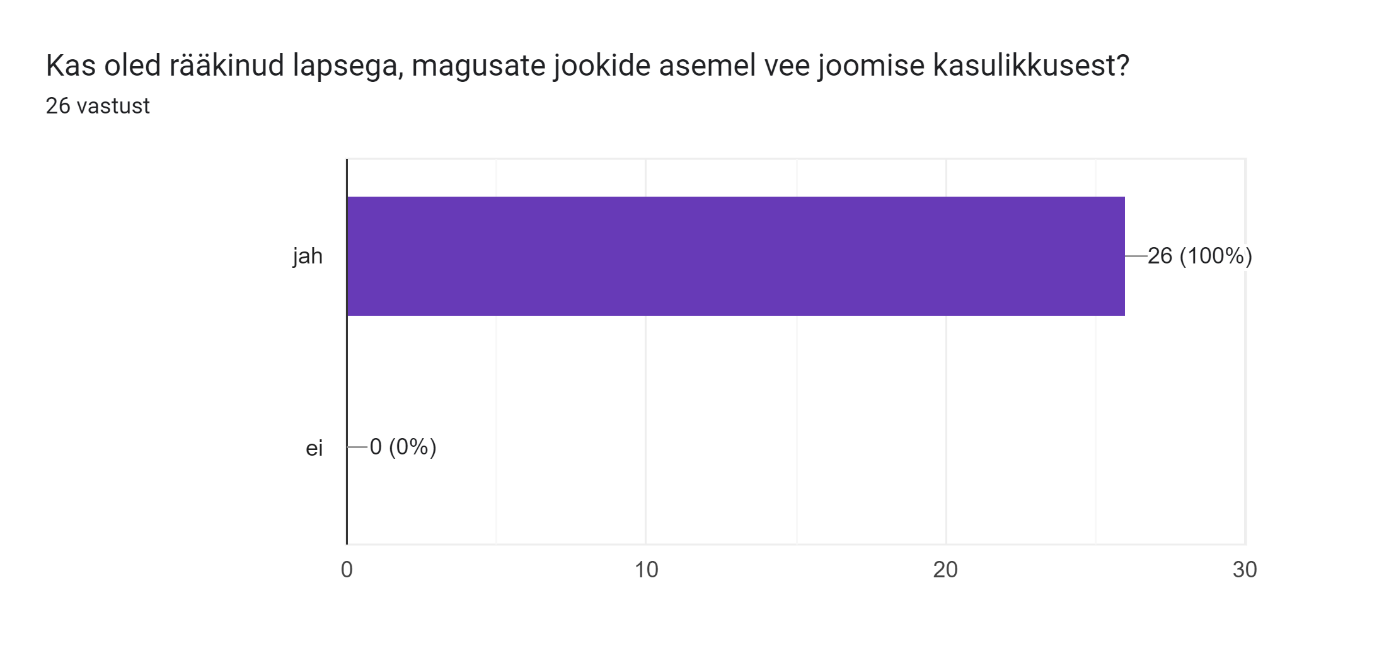 Kas oled rääkinud lapsega, magusate jookide asemel vee joomise kasulikkusest?
26 vastust
jah
26 (100%)
ei
0 (0%)
0
10
20
30